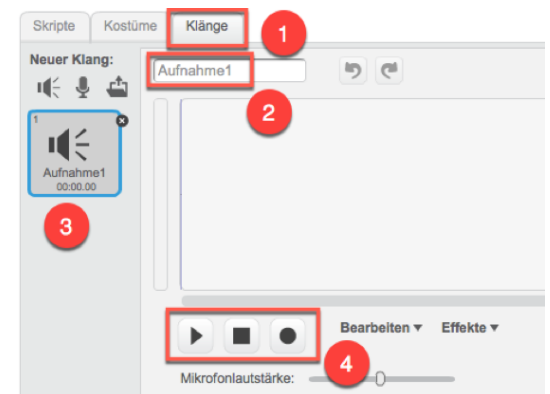 Skripte Kostüme Klänge
1
Neuer Klang:
Aufnahme1
2
1
Aufnahme1
00:00.00
3
Bearbeiten ▾ Effekte ▾
4
Mikrofonlautstärke: